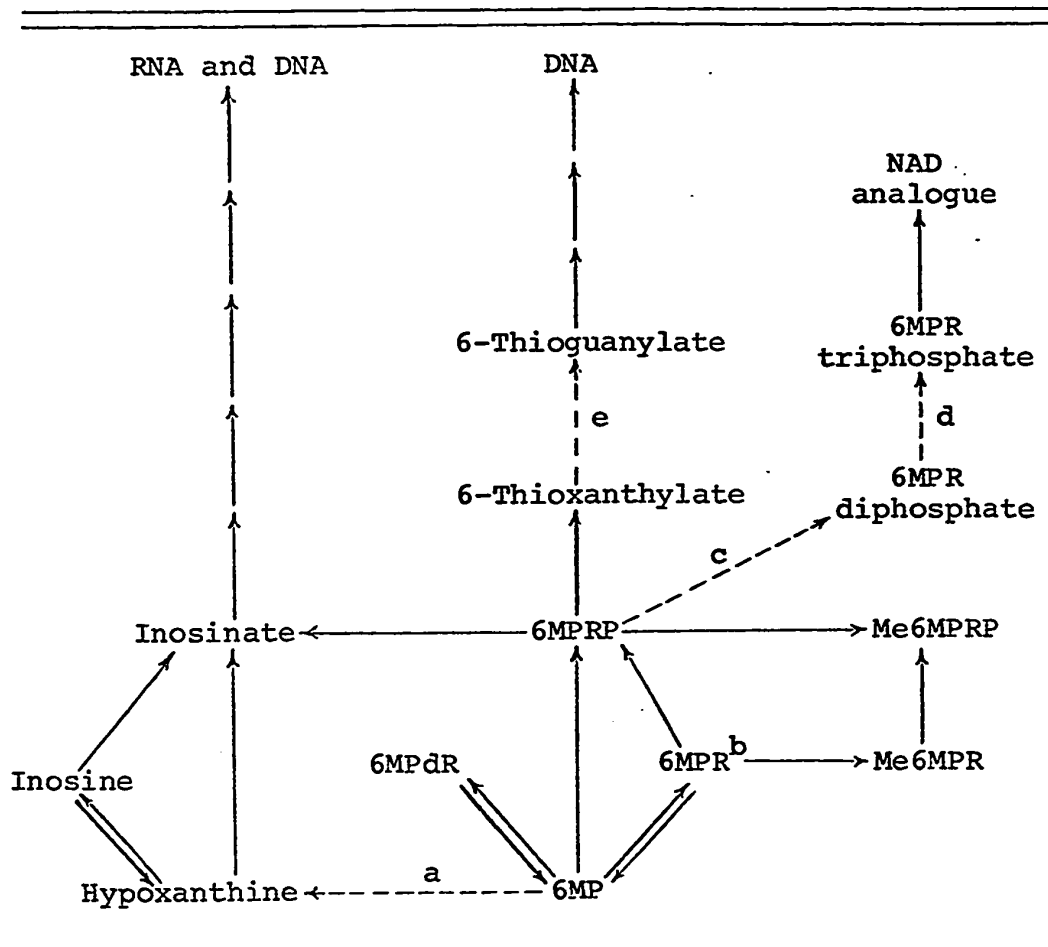 RNA and DNA
DNA
NAD
analogue
6-Thioguanylate
6MPR
triphosphate
e
d
6-Thioxanthylate
6MPR
diphosphate
c
Inosinate
6MPRP
Me6MPRP
6MPdR
6MPR b
Me6MPR
Inosine
a
Hypoxanthine
6MP